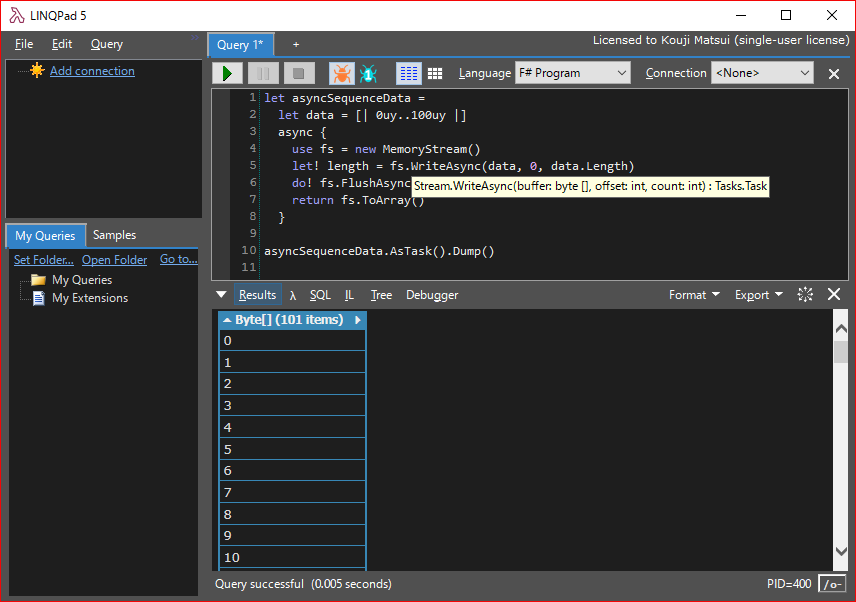 LINQPad 5
File Edit Query
Query 1* +
Licensed to Kouji Matsui (single-user license)
Add connection
Language F# Program Connection <None>
1 let asyncSequenceData =
2 let data = [| 0uy..100uy |]
3 async {
4 use fs = new MemoryStream()
5 let! length = fs.WriteAsync(data, 0, data.Length)
6 do! fs.FlushAsync
Stream.WriteAsync(buffer: byte [], offset: int, count: int) : Tasks.Task
7 return fs.ToArray()
8 }
9
10 asyncSequenceData.AsTask().Dump()
11
My Queries Samples
Set Folder... Open Folder Go to...
My Queries
My Extensions
Results λ SQL IL Tree Debugger Format Export
Byte[] (101 items)
0
1
2
3
4
5
6
7
8
9
10
Query successful (0.005 seconds)
PID=400 /o-